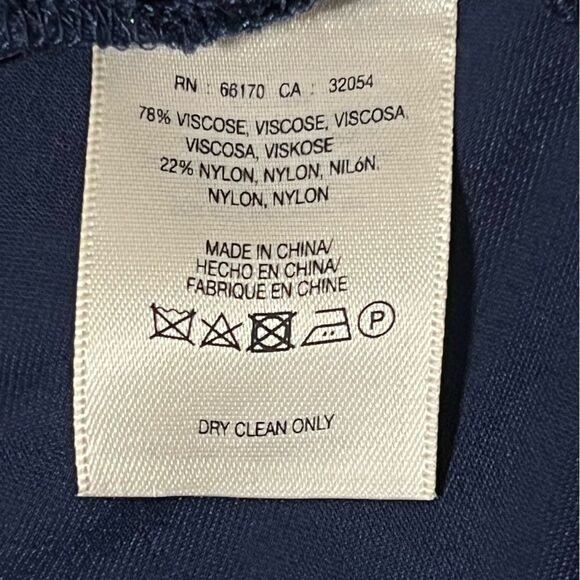 RN : 66170 CA : 32054
78% VISCOSE, VISCOSE, VISCOSA,
VISCOSA, VISKOSE
22% NYLON, NYLON, NILóN,
NYLON, NYLON
MADE IN CHINA/
HECHO EN CHINA/
FABRIQUE EN CHINE
P
DRY CLEAN ONLY